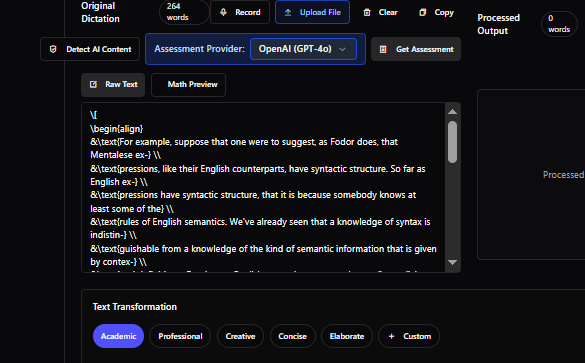 Original
Dictation
264
words
Record
Upload File
Clear
Copy
Processed
Output
0
words
Detect AI Content
Assessment Provider:
OpenAI (GPT-4o)
Get Assessment
Raw Text
Math Preview
\[
\begin{align}
&\text{For example, suppose that one were to suggest, as Fodor does, that
Mentalese ex-} \\
&\text{pressions, like their English counterparts, have syntactic structure. So far as
English ex-} \\
&\text{pressions have syntactic structure, that it is because somebody knows at
least some of the} \\
&\text{rules of English semantics. We've already seen that a knowledge of syntax is
indistin-} \\
&\text{guishable from a knowledge of the kind of semantic information that is given
by contex-} \\
Processed
Text Transformation
Academic
Professional
Creative
Concise
Elaborate
+ Custom